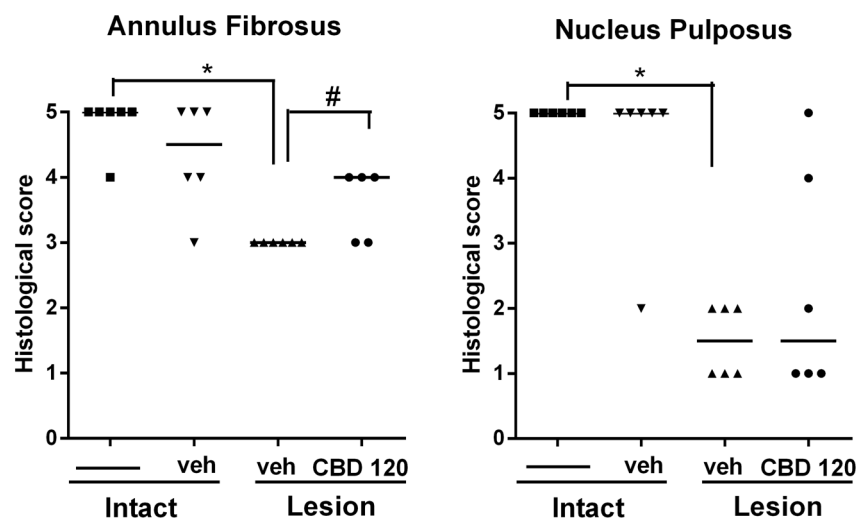 Annulus Fibrosus
*
#
Histological score
5
4
3
2
1
0
veh
veh
CBD 120
Intact
Lesion
Nucleus Pulposus
*
Histological score
5
4
3
2
1
0
veh
veh
CBD 120
Intact
Lesion